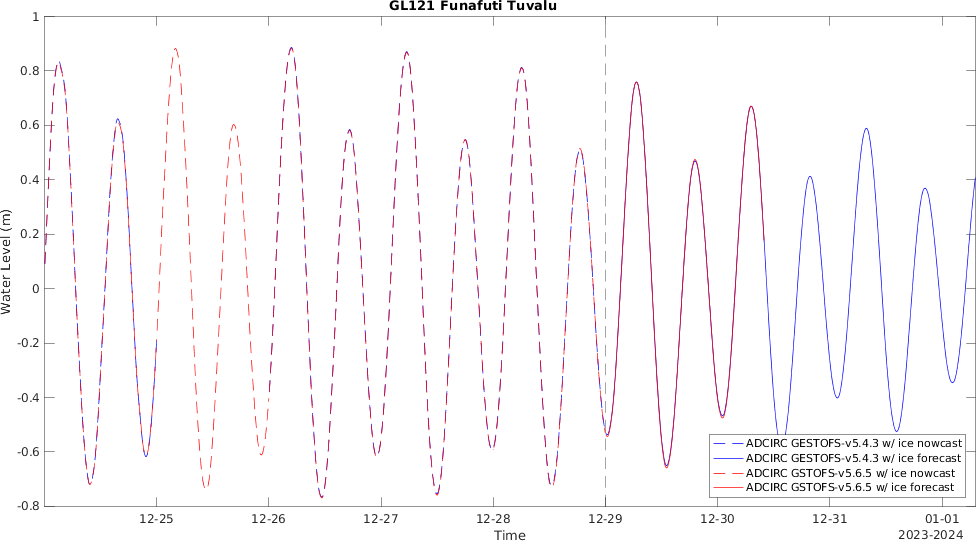 GL121 Funafuti Tuvalu
1
0.8
0.6
0.4
0.2
0
-0.2
-0.4
-0.6
-0.8
Water Level (m)
12-25 12-26 12-27 12-28 12-29 12-30 12-31 01-01
Time
2023-2024
ADCIRC GESTOFS-v5.4.3 w/ ice nowcast
ADCIRC GESTOFS-v5.4.3 w/ ice forecast
ADCIRC GSTOFS-v5.6.5 w/ ice nowcast
ADCIRC GSTOFS-v5.6.5 w/ ice forecast